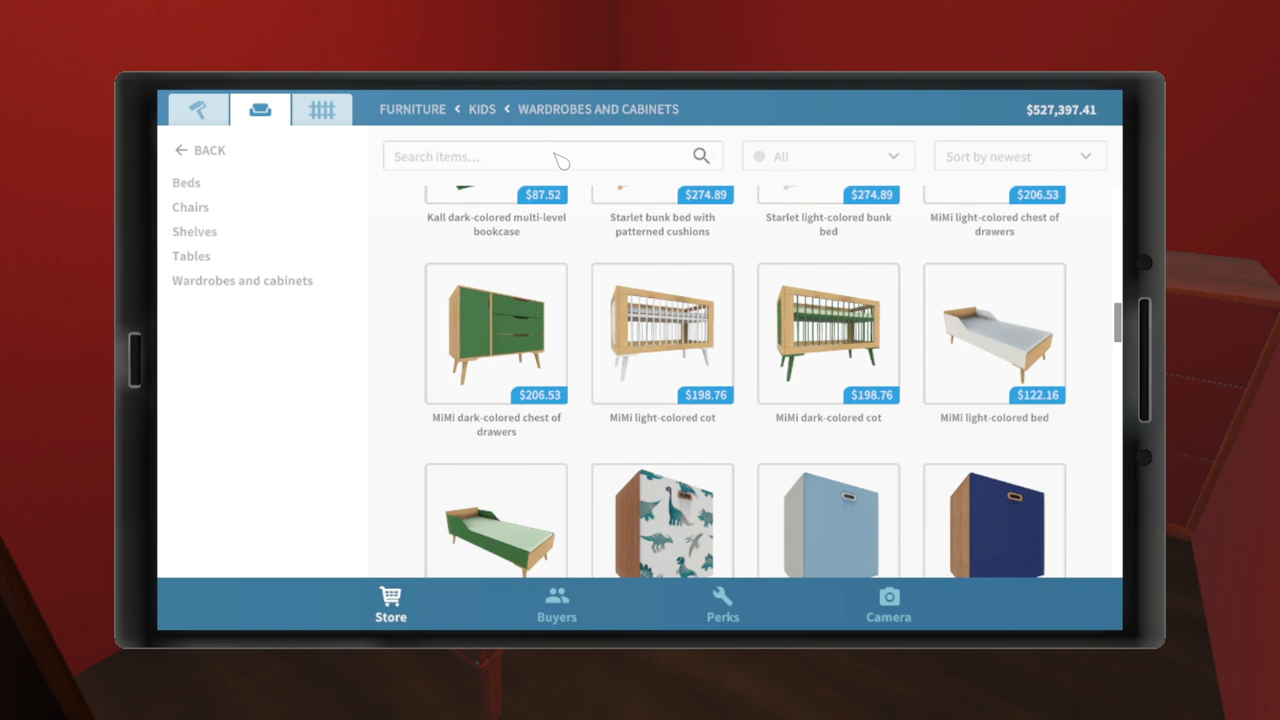 FURNITURE < KIDS < WARDROBES AND CABINETS
$527,397.41
BACK
Beds
Chairs
Shelves
Tables
Wardrobes and cabinets
Search items...
All
Sort by newest
$87.52
$274.89
$274.89
$206.53
Kall dark-colored multi-level
bookcase
Starlet bunk bed with
patterned cushions
Starlet light-colored bunk
bed
MiMi light-colored chest of
drawers
$206.53
$198.76
$198.76
$122.16
MiMi dark-colored chest of
drawers
MiMi light-colored cot
MiMi dark-colored cot
MiMi light-colored bed
Store
Buyers
Perks
Camera